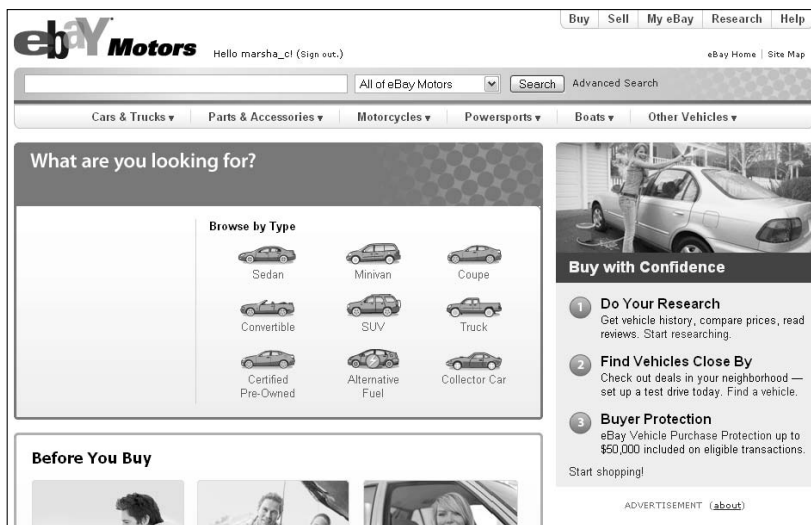 Buy Sell My eBay Research Help
ebay Motors
Hello marsha_c! (Sign out.)
eBay Home | Site Map
All of eBay Motors Search Advanced Search
Cars & Trucks Parts & Accessories Motorcycles Powersports Boats Other Vehicles
What are you looking for?
Browse by Type
Sedan Minivan Coupe
Convertible SUV Truck
Certified Pre-Owned
Alternative Fuel
Collector Car
Before You Buy
Buy with Confidence
1 Do Your Research
Get vehicle history, compare prices, read
reviews. Start researching.
2 Find Vehicles Close By
Check out deals in your neighborhood —
set up a test drive today. Find a vehicle.
3 Buyer Protection
eBay Vehicle Purchase Protection up to
$50,000 included on eligible transactions.
Start shopping!
ADVERTISEMENT (about)